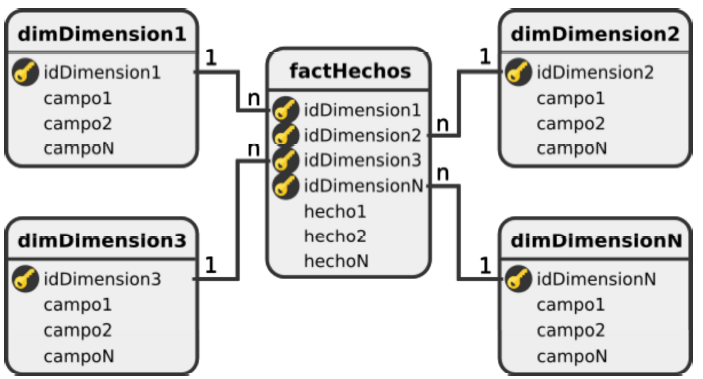 dimDimension1
idDimension1
campo1
campo2
campoN
1
n
factHechos
idDimension1
idDimension2
idDimension3
idDimensionN
hecho1
hecho2
hechoN
dimDimension2
idDimension2
campo1
campo2
campoN
1
n
dimDimension3
idDimension3
campo1
campo2
campoN
1
n
dimDimensionN
idDimensionN
campo1
campo2
campoN
1
n